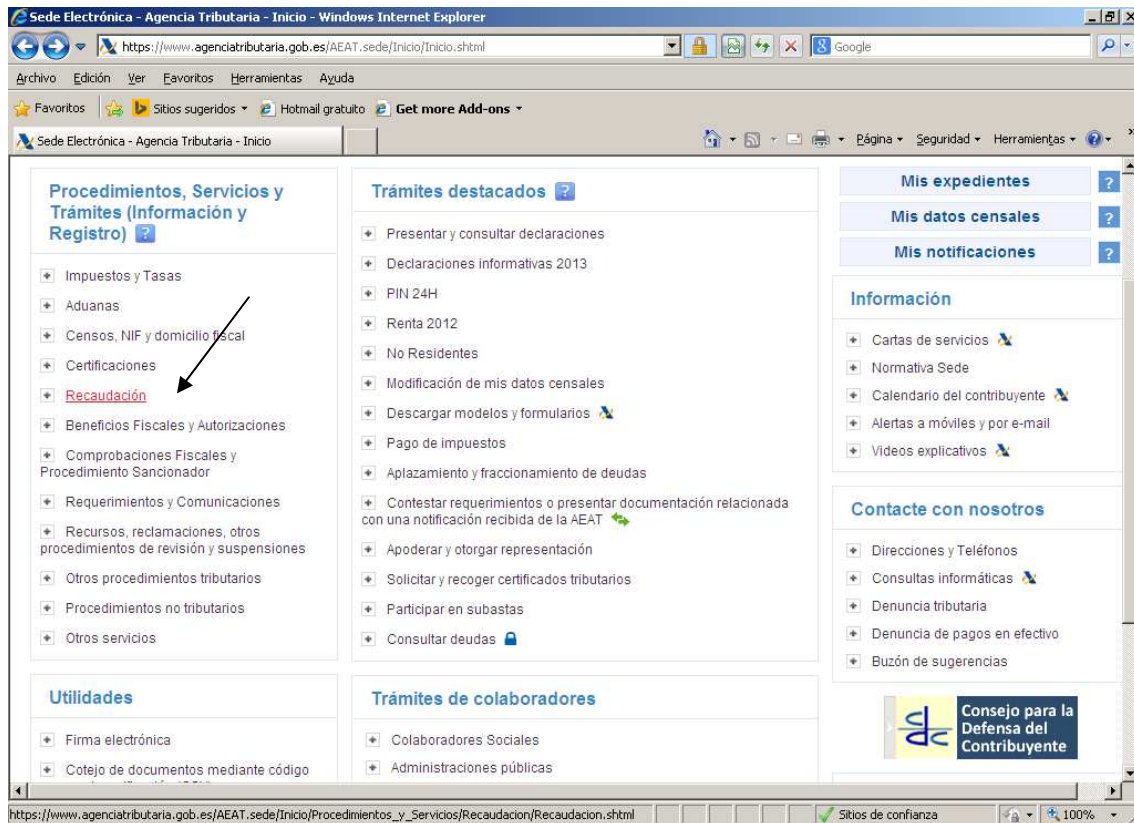 Sede Electrónica - Agencia Tributaria - Inicio - Windows Internet Explorer
https://www.agenciatributaria.gob.es/AEAT.sede/Inicio/Inicio.shtml
Google
Archivo Edición Ver Favoritos Herramientas Ayuda
Favoritos Sitios sugeridos Hotmail gratuito Get more Add-ons
Sede Electrónica - Agencia Tributaria - Inicio
Página Seguridad Herramientas
Procedimientos, Servicios y
Trámites (Información y
Registro) ?
Impuestos y Tasas
Aduanas
Censos, NIF y domicilio fiscal
Certificaciones
Recaudación
Beneficios Fiscales y Autorizaciones
Comprobaciones Fiscales y
Procedimiento Sancionador
Requerimientos y Comunicaciones
Recursos, reclamaciones, otros
procedimientos de revisión y suspensiones
Otros procedimientos tributarios
Procedimientos no tributarios
Otros servicios
Utilidades
Firma electrónica
Cotejo de documentos mediante código
Trámites destacados ?
Presentar y consultar declaraciones
Declaraciones informativas 2013
PIN 24H
Renta 2012
No Residentes
Modificación de mis datos censales
Descargar modelos y formularios
Pago de impuestos
Aplazamiento y fraccionamiento de deudas
Contestar requerimientos o presentar documentación relacionada
con una notificación recibida de la AEAT
Apoderar y otorgar representación
Solicitar y recoger certificados tributarios
Participar en subastas
Consultar deudas
Trámites de colaboradores
Colaboradores Sociales
Administraciones públicas
Mis expedientes ?
Mis datos censales ?
Mis notificaciones ?
Información
Cartas de servicios
Normativa Sede
Calendario del contribuyente
Alertas a móviles y por e-mail
Videos explicativos
Contacte con nosotros
Direcciones y Teléfonos
Consultas informáticas
Denuncia tributaria
Denuncia de pagos en efectivo
Buzón de sugerencias
cdc
Consejo para la
Defensa del
Contribuyente
https://www.agenciatributaria.gob.es/AEAT.sede/Inicio/Procedimientos_y_Servicios/Recaudacion/Recaudacion.shtml
Sitios de confianza
100%